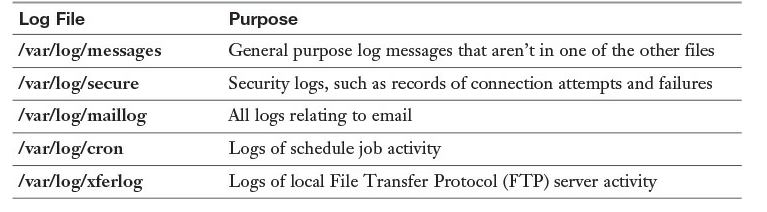 Log File Purpose
/var/log/messages General purpose log messages that aren't in one of the other files
/var/log/secure Security logs, such as records of connection attempts and failures
/var/log/maillog All logs relating to email
/var/log/cron Logs of schedule job activity
/var/log/xferlog Logs of local File Transfer Protocol (FTP) server activity